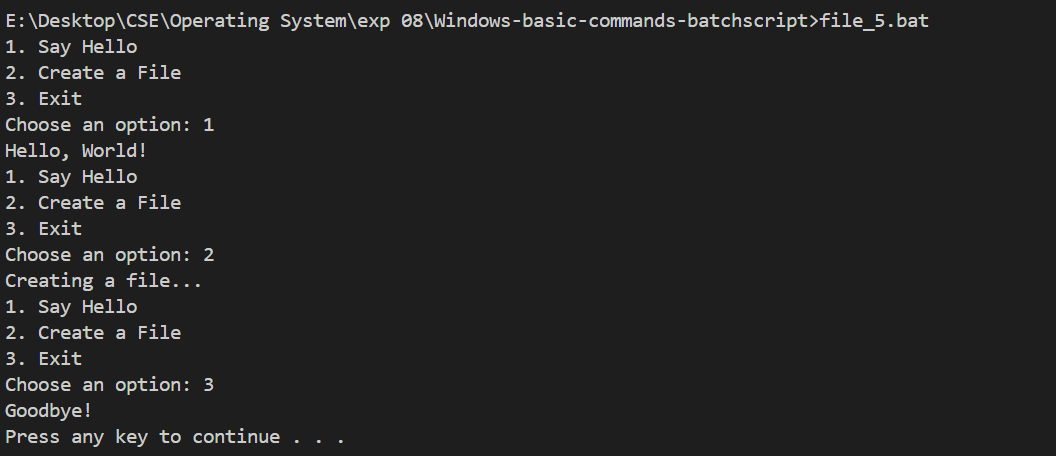 E:\Desktop\CSE\Operating System\exp 08\Windows-basic-commands-batchscript>file_5.bat
1. Say Hello
2. Create a File
3. Exit
Choose an option: 1
Hello, World!
1. Say Hello
2. Create a File
3. Exit
Choose an option: 2
Creating a file...
1. Say Hello
2. Create a File
3. Exit
Choose an option: 3
Goodbye!
Press any key to continue . . .